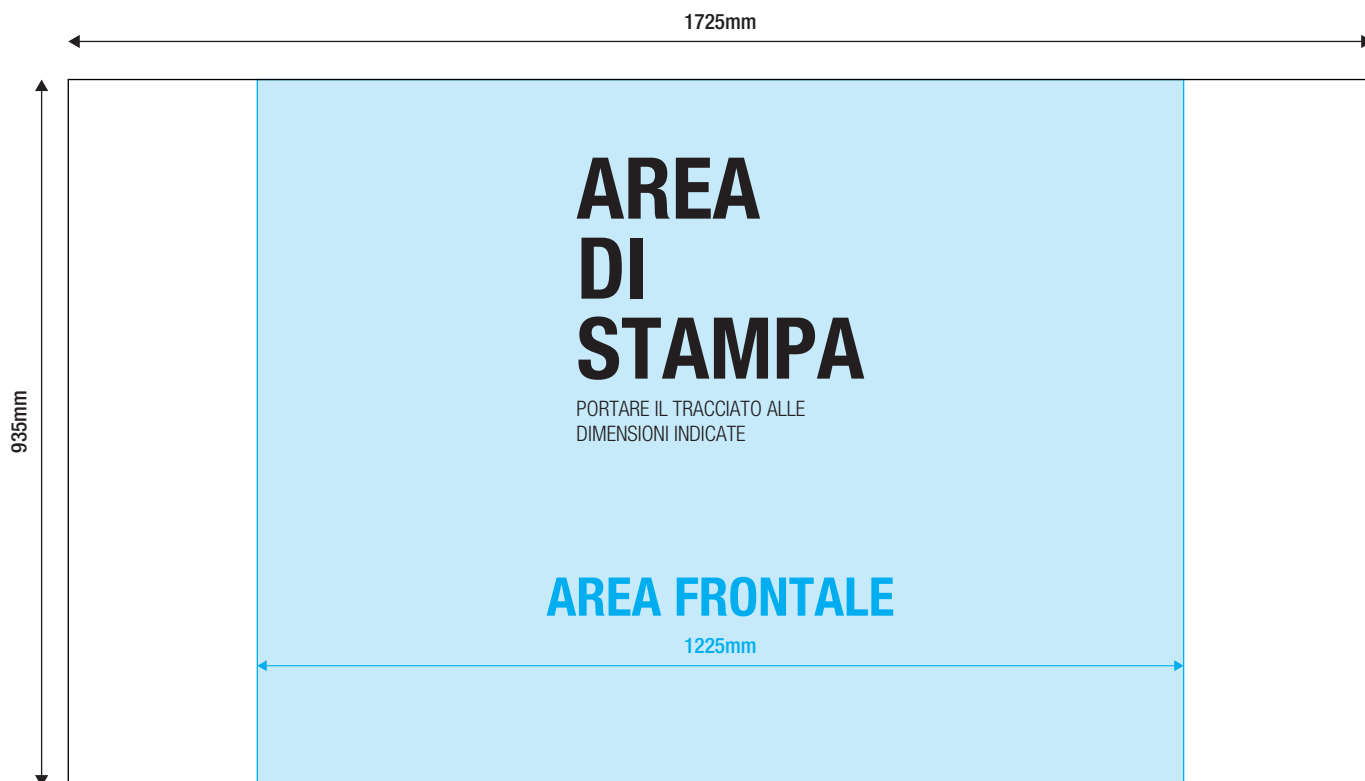 1725mm
935mm
AREA
DI
STAMPA
PORTARE IL TRACCIATO ALLE
DIMENSIONI INDICATE
AREA FRONTALE
1225mm